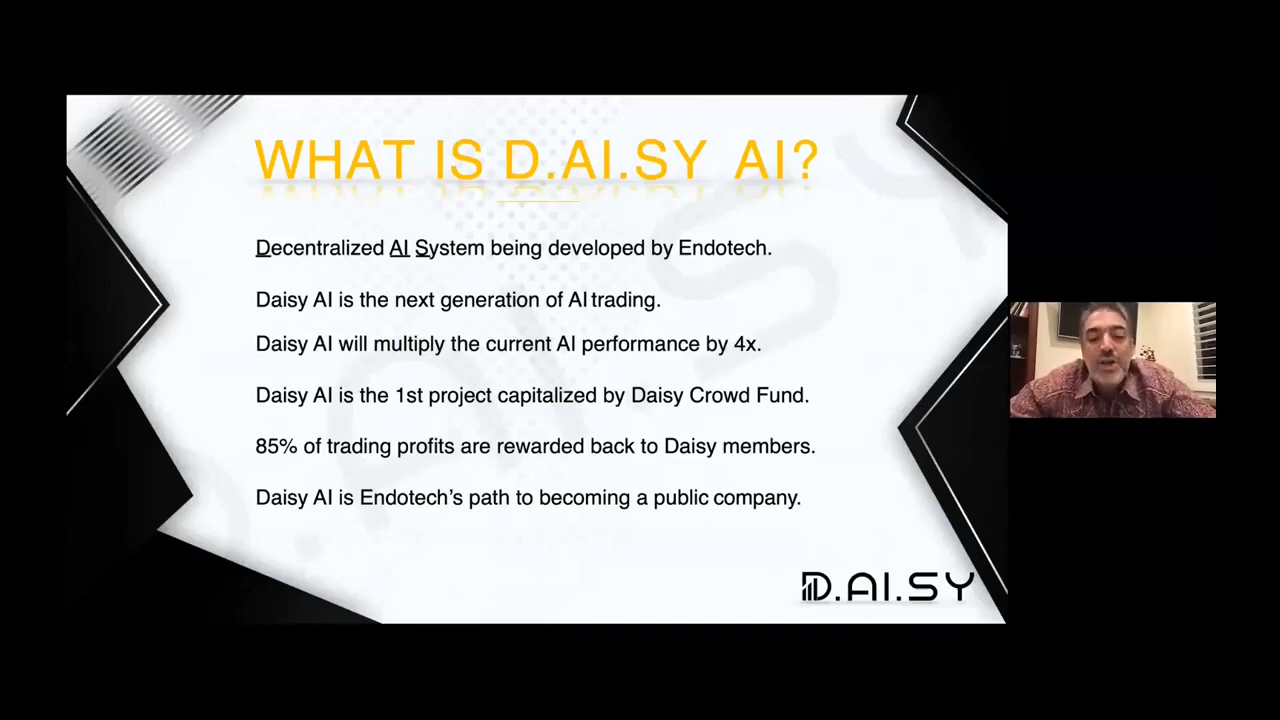 WHAT IS D.AI.SY AI?
Decentralized AI System being developed by Endotech.
Daisy AI is the next generation of AI trading.
Daisy AI will multiply the current AI performance by 4x.
Daisy AI is the 1st project capitalized by Daisy Crowd Fund.
85% of trading profits are rewarded back to Daisy members.
Daisy AI is Endotech's path to becoming a public company.
D.AI.SY